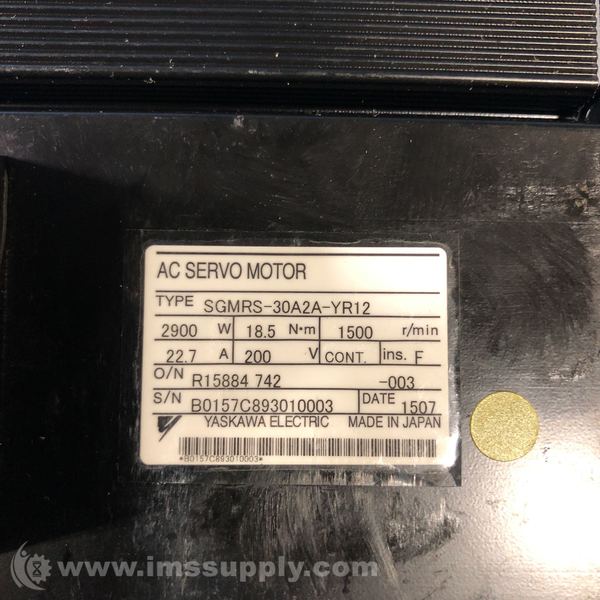 AC SERVO MOTOR
TYPE SGMRS-30A2A-YR12
2900 W 18.5 N•m 1500 r/min
22.7 A 200 V CONT. ins. F
O/N R15884 742 -003
S/N B0157C893010003 DATE 1507
YASKAWA ELECTRIC MADE IN JAPAN
*B0157C893010003*
www.imssupply.com